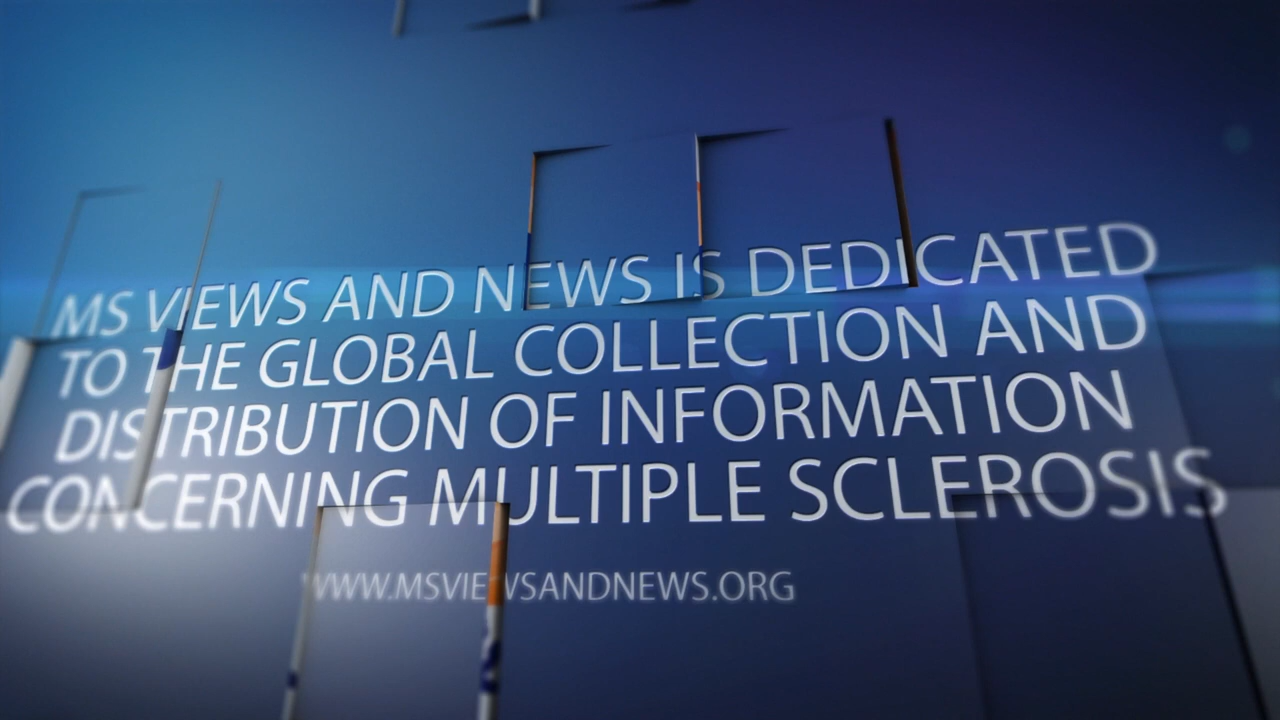 MS VIEWS AND NEWS IS DEDICATED
TO THE GLOBAL COLLECTION AND
DISTRIBUTION OF INFORMATION
CONCERNING MULTIPLE SCLEROSIS
WWW.MSVIEWSANDNEWS.ORG